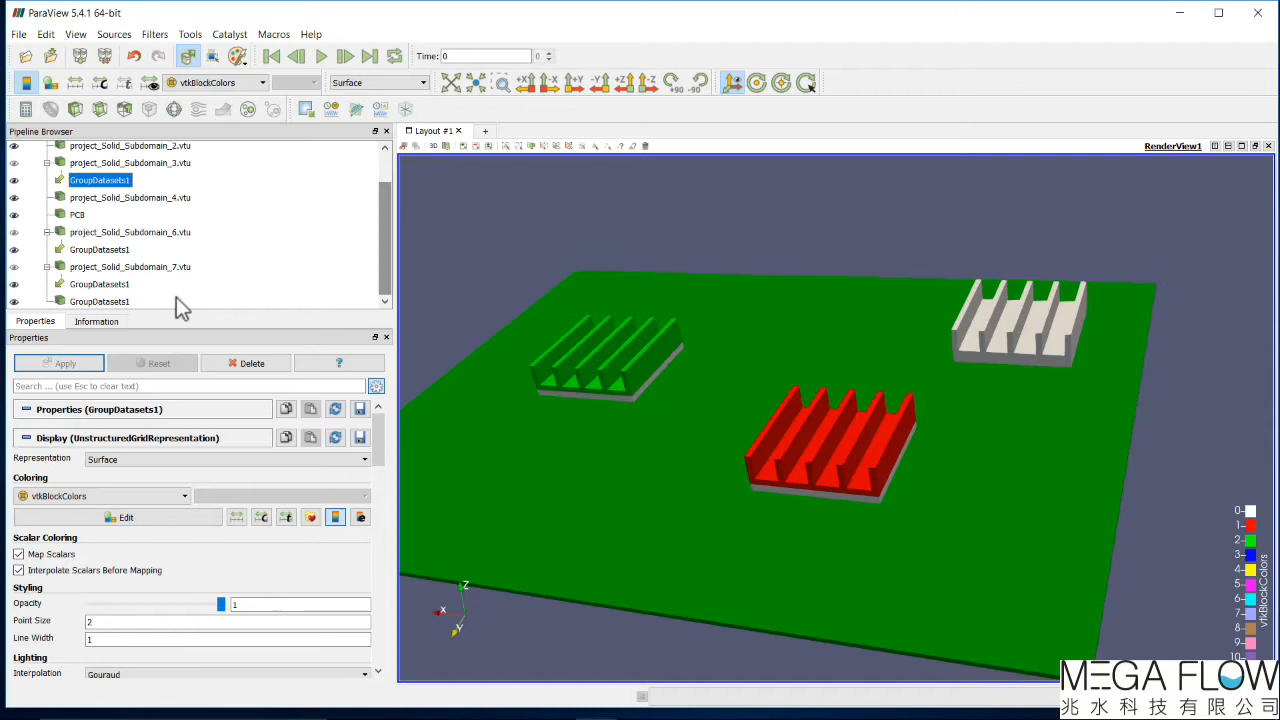 ParaView 5.4.1 64-bit
File Edit View Sources Filters Tools Catalyst Macros Help
Time: 0 0
vtkBlockColors Surface +X -X +Y -Y +Z -Z +90 -90
Pipeline Browser
Layout #1
3D RenderView1
project_Solid_Subdomain_2.vtu
project_Solid_Subdomain_3.vtu
GroupDatasets1
project_Solid_Subdomain_4.vtu
PCB
project_Solid_Subdomain_6.vtu
GroupDatasets1
project_Solid_Subdomain_7.vtu
GroupDatasets1
GroupDatasets1
Properties Information
Properties
Apply Reset Delete ?
Search ... (use Esc to clear text)
Properties (GroupDatasets1)
Display (UnstructuredGridRepresentation)
Representation Surface
Coloring
vtkBlockColors
Edit
Scalar Coloring
Map Scalars
Interpolate Scalars Before Mapping
Styling
Opacity 1
Point Size 2
Line Width 1
Lighting
Interpolation Gouraud
Z
X
Y
0
1
2
3
4
5
6
7
8
9
10
vtkBlockColors
MEGA FLOW
兆水科技有限公司